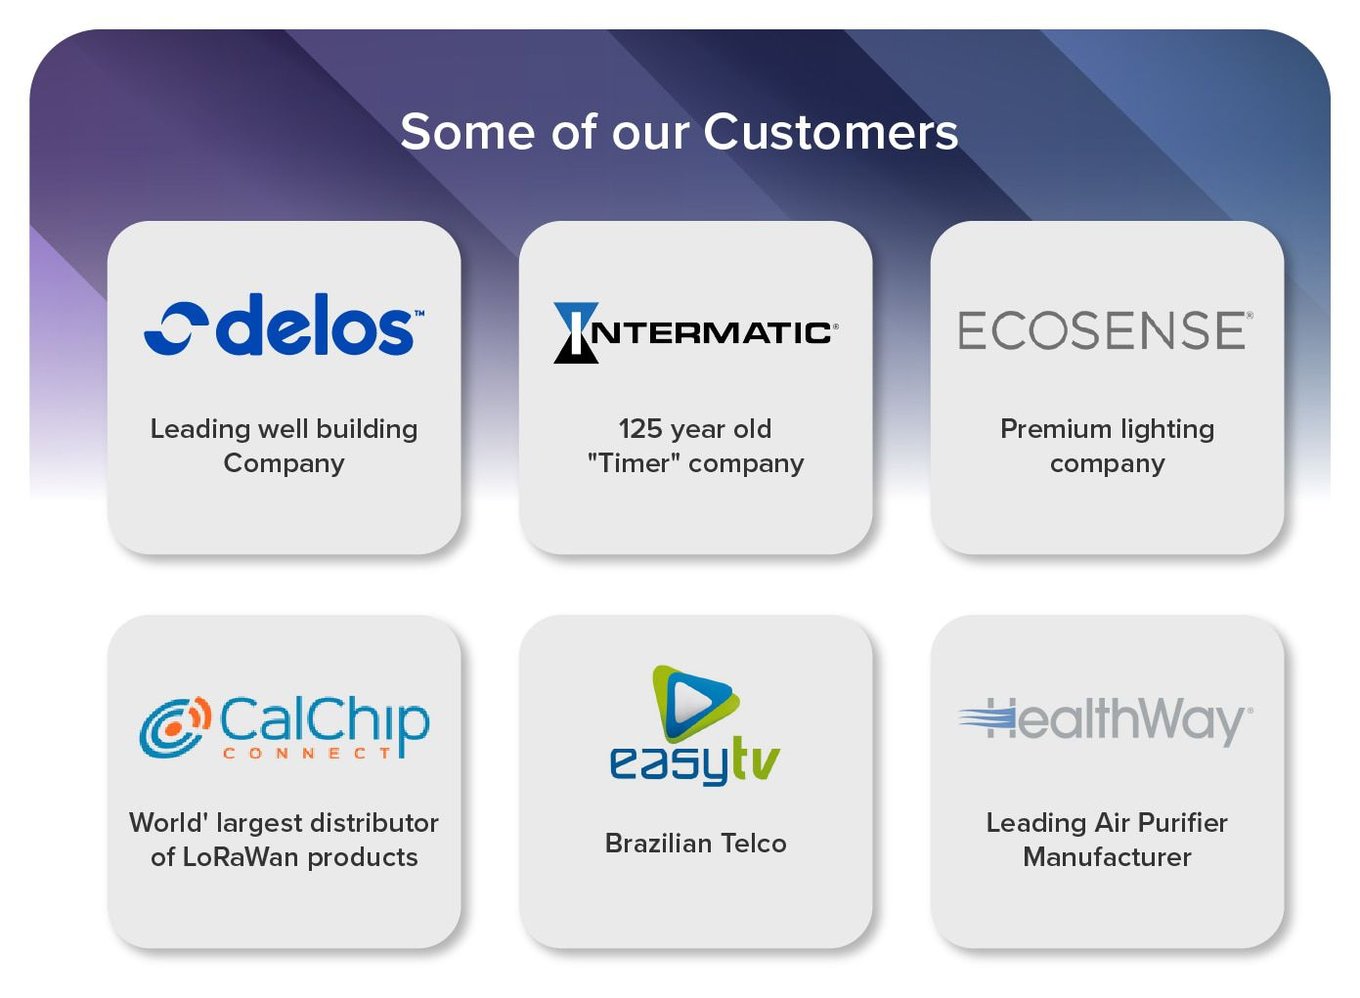 Some of our Customers
delos™
INTERMATIC®
ECOSENSE®
Leading well building
Company
125 year old
"Timer" company
Premium lighting
company
CalChip
CONNECT
easytv
HealthWay®
World' largest distributor
of LoRaWan products
Brazilian Telco
Leading Air Purifier
Manufacturer